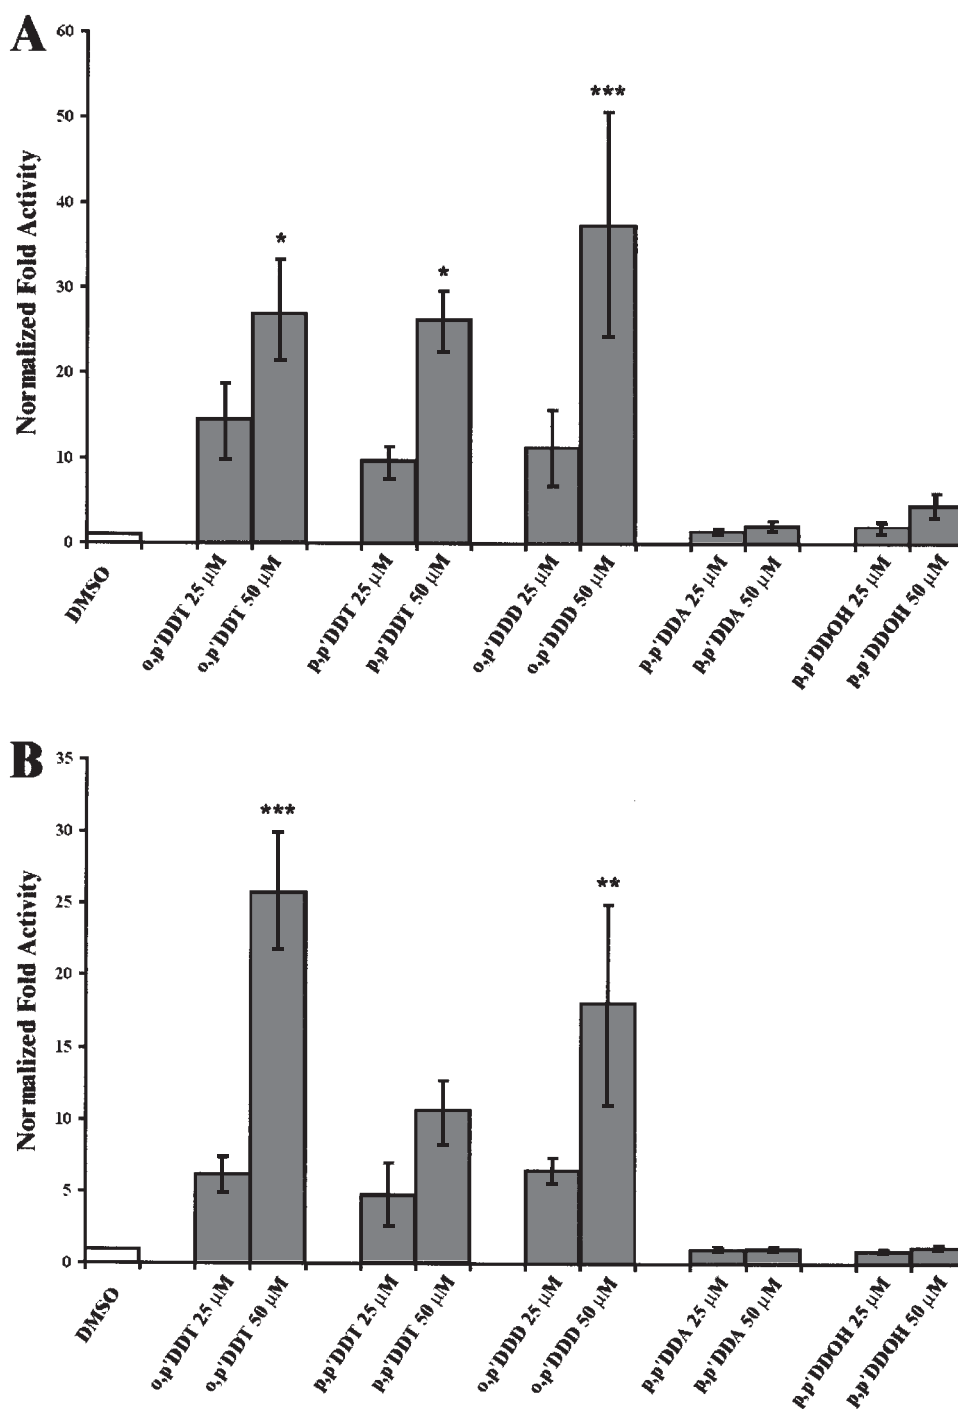 A
60
50
40
30
20
10
0
Normalized Fold Activity
*
*
***
DMSO
o,p'DDT 25 μM
o,p'DDT 50 μM
p,p'DDT 25 μM
p,p'DDT 50 μM
o,p'DDD 25 μM
o,p'DDD 50 μM
p,p'DDA 25 μM
p,p'DDA 50 μM
p,p'DDOH 25 μM
p,p'DDOH 50 μM
B
35
30
25
20
15
10
5
0
Normalized Fold Activity
***
**
DMSO
o,p'DDT 25 μM
o,p'DDT 50 μM
p,p'DDT 25 μM
p,p'DDT 50 μM
o,p'DDD 25 μM
o,p'DDD 50 μM
p,p'DDA 25 μM
p,p'DDA 50 μM
p,p'DDOH 25 μM
p,p'DDOH 50 μM